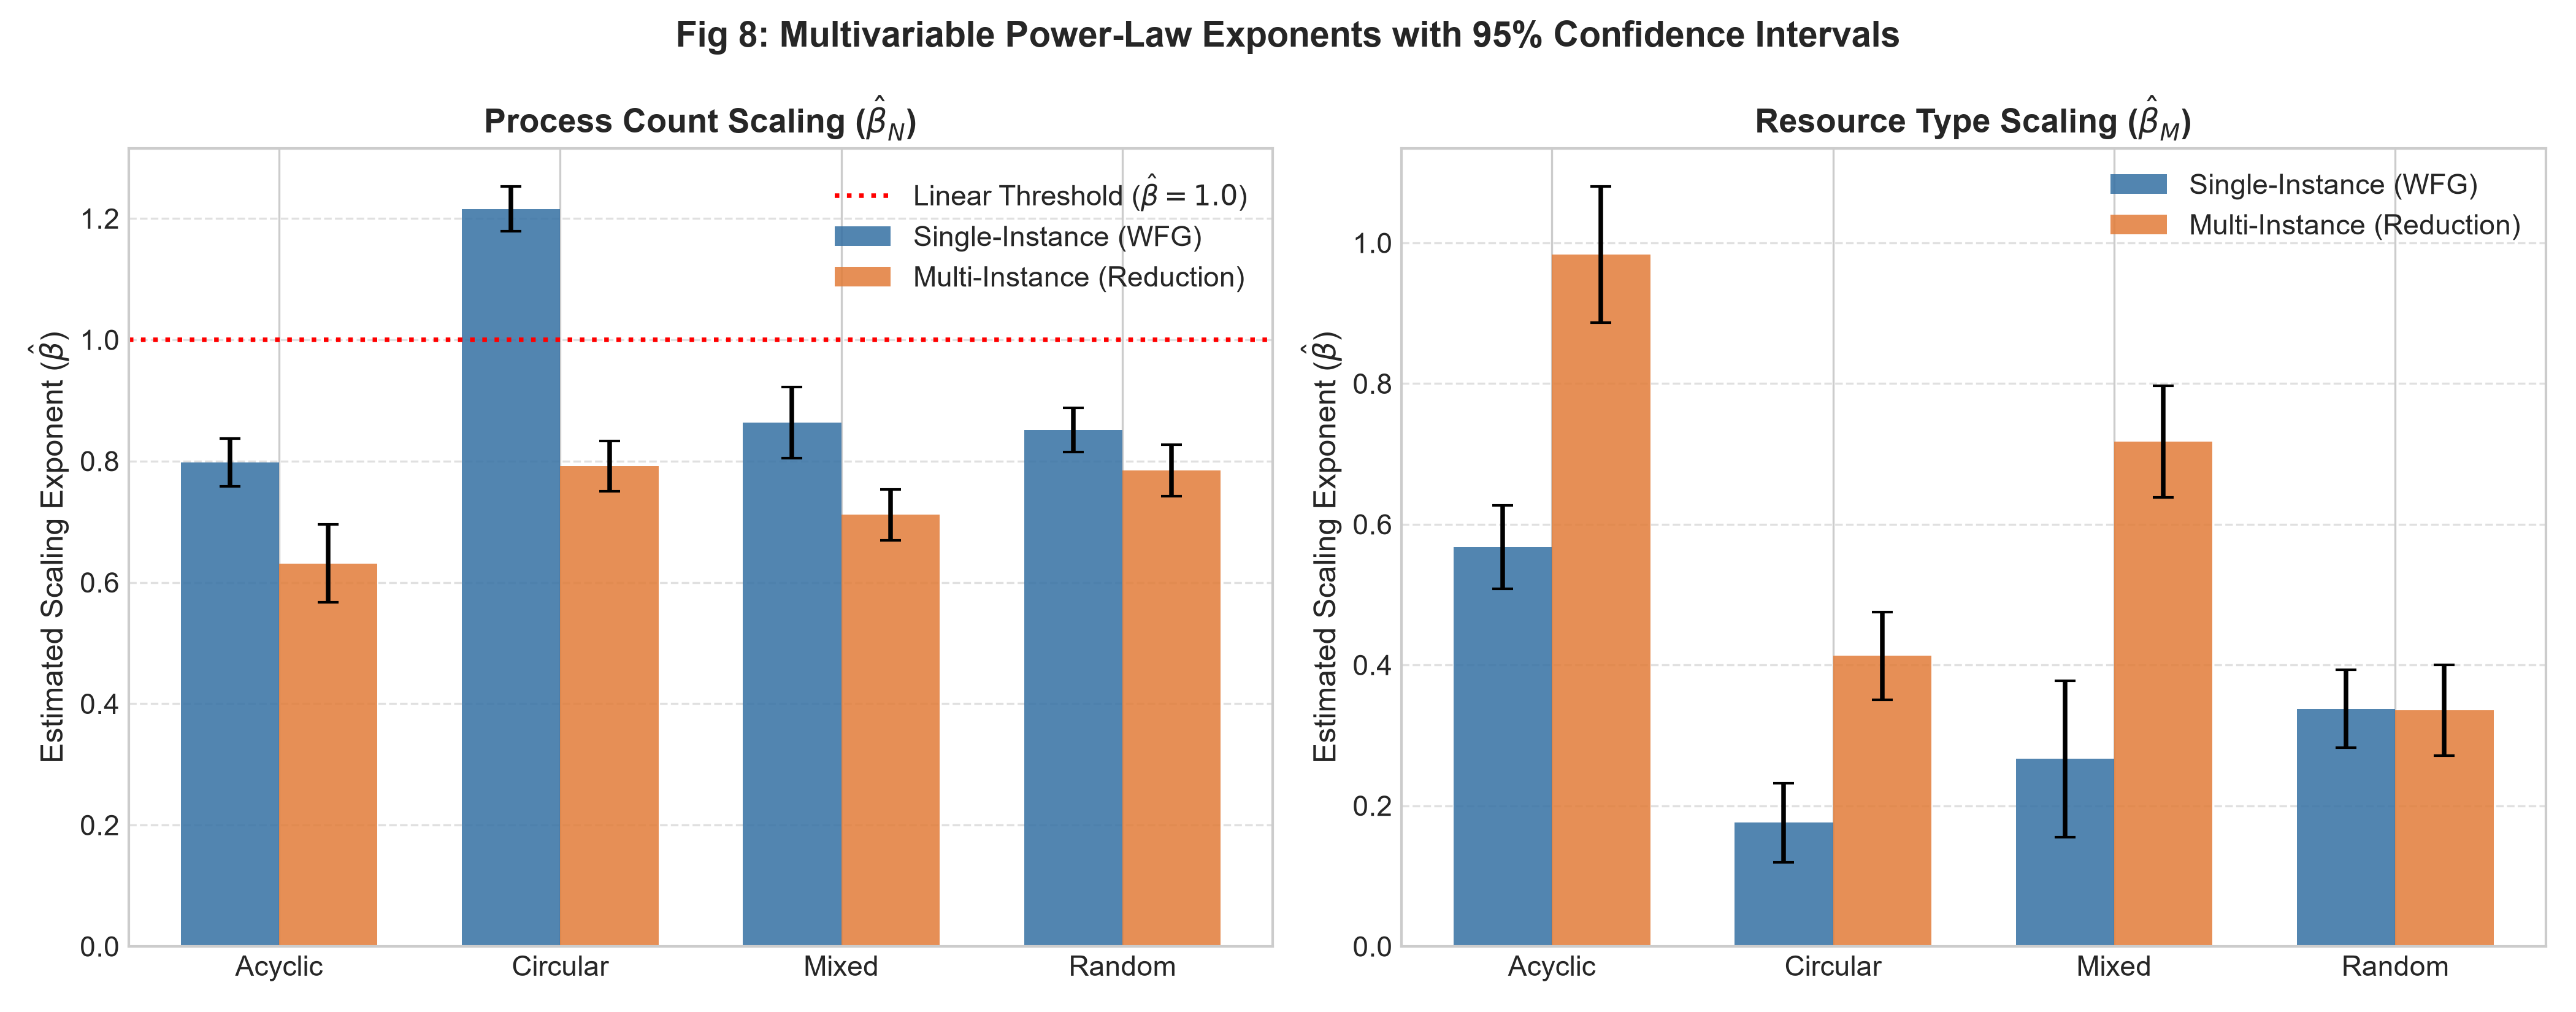 Fig 8: Multivariable Power-Law Exponents with 95% Confidence Intervals
Process Count Scaling (β̂_N)
Estimated Scaling Exponent (β̂)
1.2
1.0
0.8
0.6
0.4
0.2
0.0
Linear Threshold (β̂ = 1.0)
Single-Instance (WFG)
Multi-Instance (Reduction)
Acyclic
Circular
Mixed
Random
Resource Type Scaling (β̂_M)
Estimated Scaling Exponent (β̂)
1.0
0.8
0.6
0.4
0.2
0.0
Single-Instance (WFG)
Multi-Instance (Reduction)
Acyclic
Circular
Mixed
Random